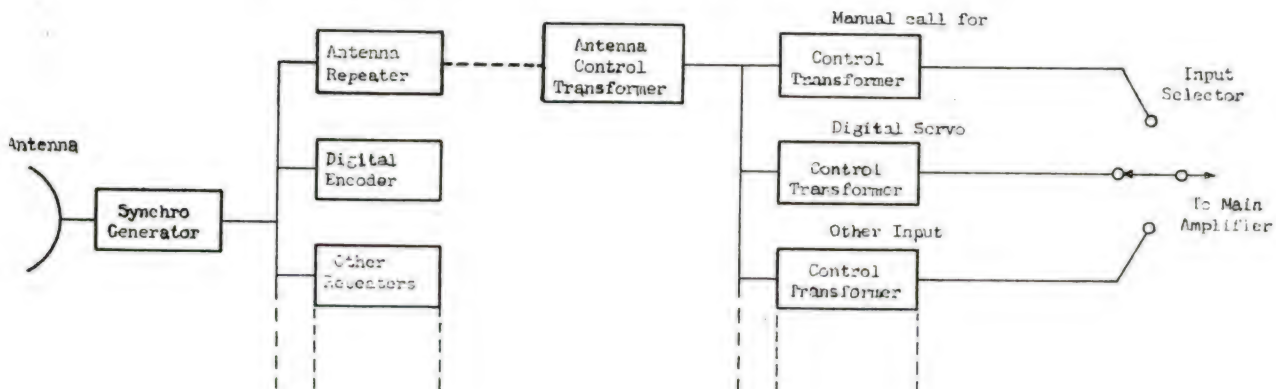 Manual call for
Antenna
Repeater
Antenna
Control
Transformer
Control
Transformer
Input
Selector
Digital Servo
Antenna
Digital
Encoder
Control
Transformer
Synchro
Generator
To Main
Amplifier
Other Input
Other
Repeaters
Control
Transformer